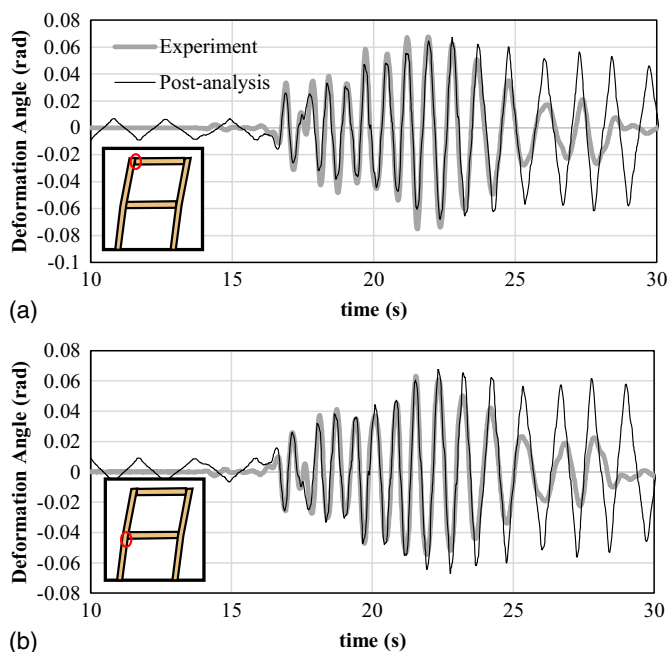 0.08
0.06
0.04
0.02
0
-0.02
-0.04
-0.06
-0.08
-0.1
Deformation Angle (rad)
Experiment
Post-analysis
10 15 20 25 30
time (s)
(a)
0.08
0.06
0.04
0.02
0
-0.02
-0.04
-0.06
0.08
Deformation Angle (rad)
10 15 20 25 30
time (s)
(b)